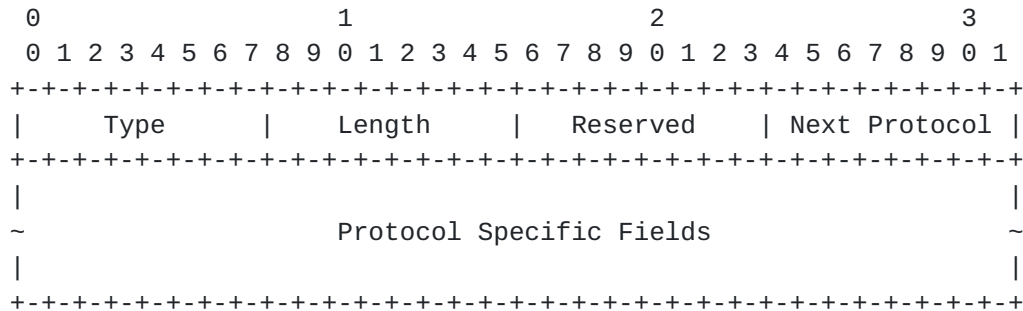 0                   1                   2                   3
 0 1 2 3 4 5 6 7 8 9 0 1 2 3 4 5 6 7 8 9 0 1 2 3 4 5 6 7 8 9 0 1
+-+-+-+-+-+-+-+-+-+-+-+-+-+-+-+-+-+-+-+-+-+-+-+-+-+-+-+-+-+-+-+-+
|     Type      |    Length     |   Reserved    | Next Protocol |
+-+-+-+-+-+-+-+-+-+-+-+-+-+-+-+-+-+-+-+-+-+-+-+-+-+-+-+-+-+-+-+-+
|                                                               |
~                    Protocol Specific Fields                   ~
|                                                               |
+-+-+-+-+-+-+-+-+-+-+-+-+-+-+-+-+-+-+-+-+-+-+-+-+-+-+-+-+-+-+-+-+